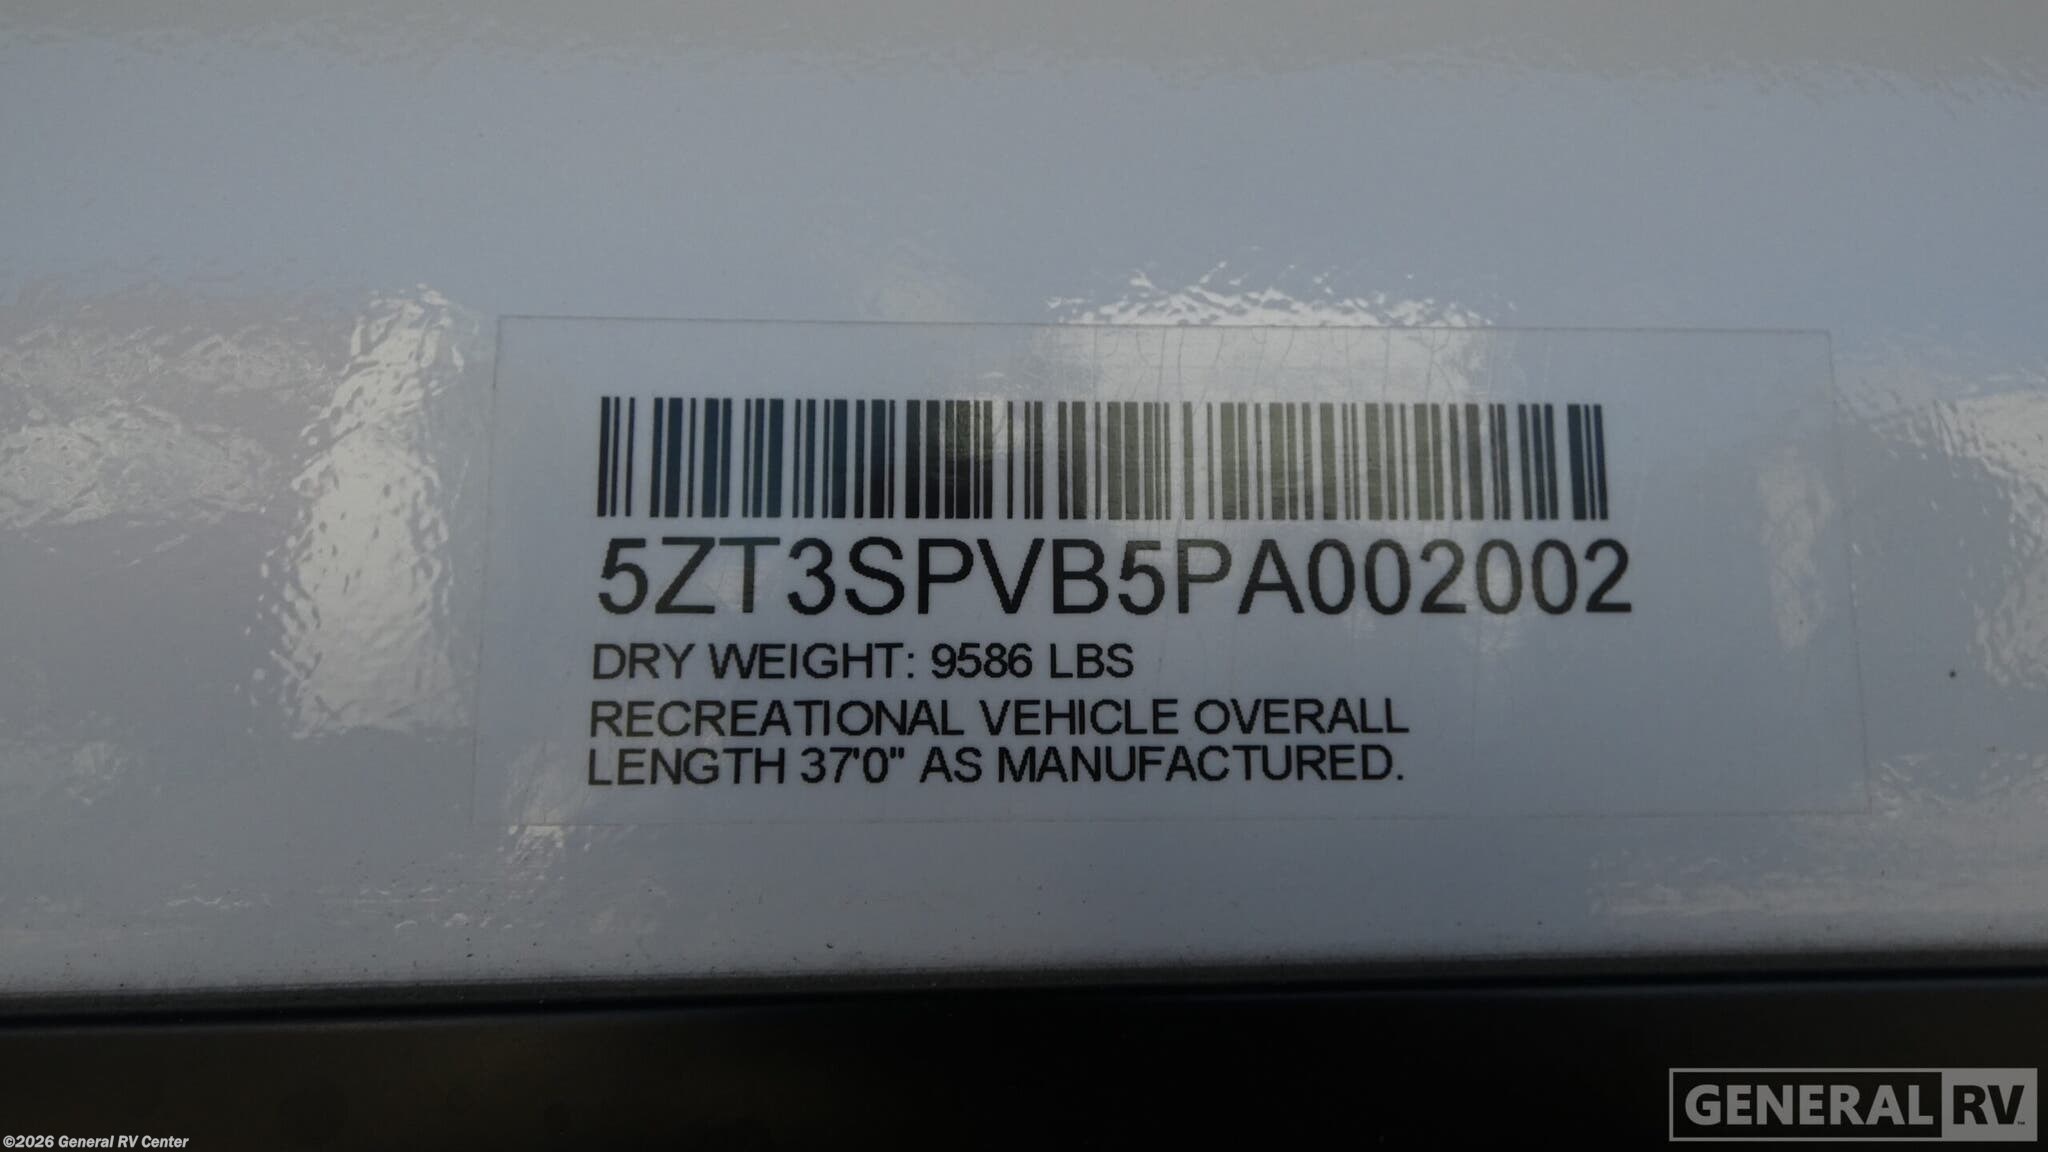 5ZT3SPVB5PA002002
DRY WEIGHT: 9586 LBS
RECREATIONAL VEHICLE OVERALL
LENGTH 37'0" AS MANUFACTURED.
GENERAL RV
©2026 General RV Center